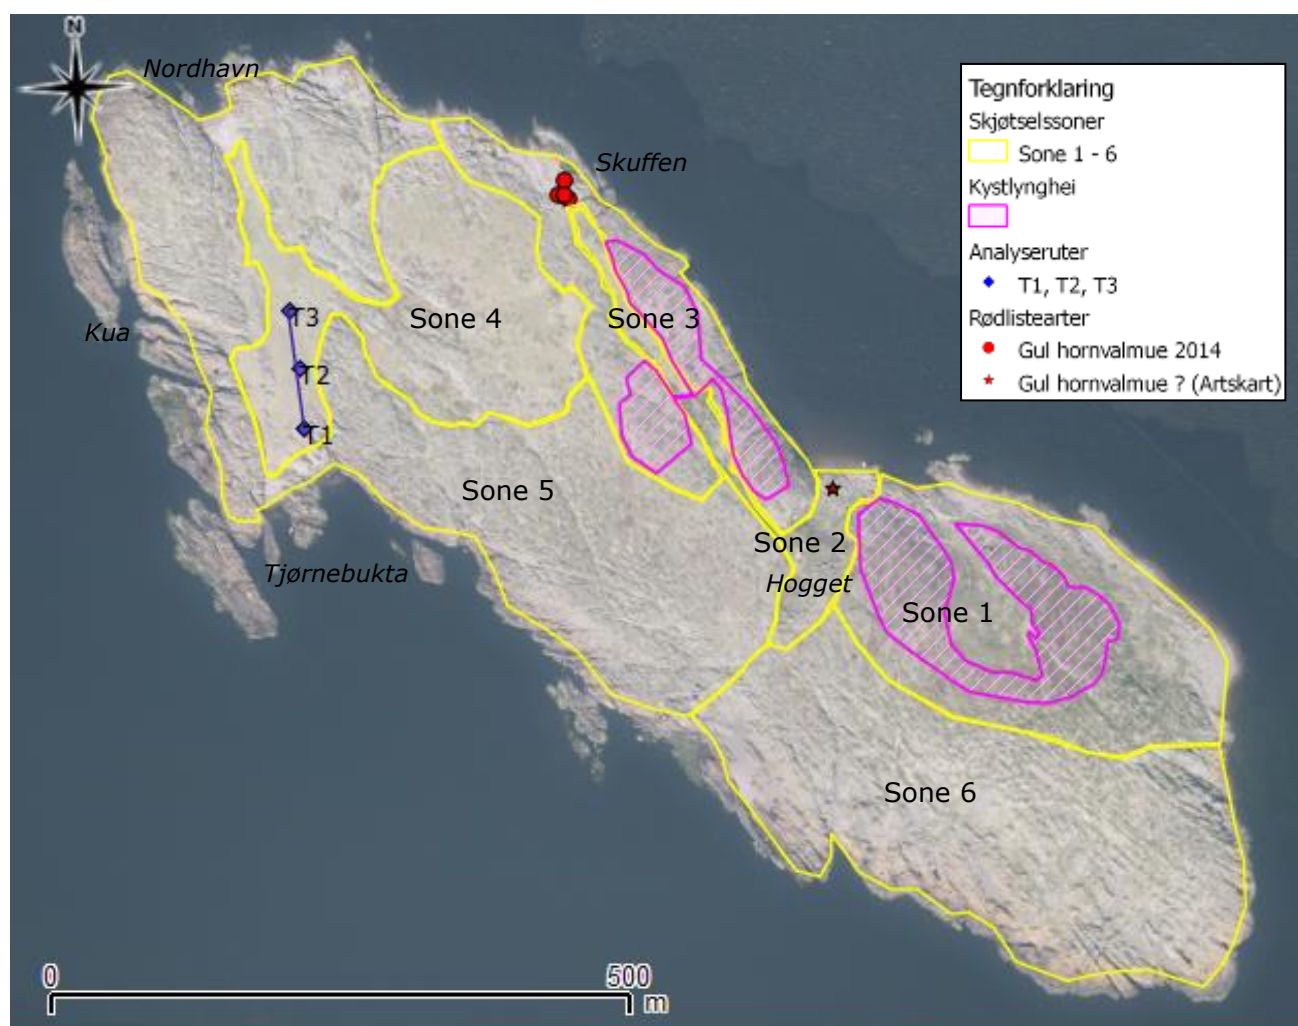 N
Nordhavn
Skuffen
Kua
T3
T2
T1
Sone 4
Sone 3
Sone 5
Sone 2
Hogget
Tjørnebukta
Sone 1
Sone 6
Tegnforklaring
Skjøtselssoner
Sone 1 - 6
Kystlynghei
Analyseruter
T1, T2, T3
Rødlistearter
Gul hornvalmue 2014
Gul hornvalmue ? (Artskart)
0
500
m